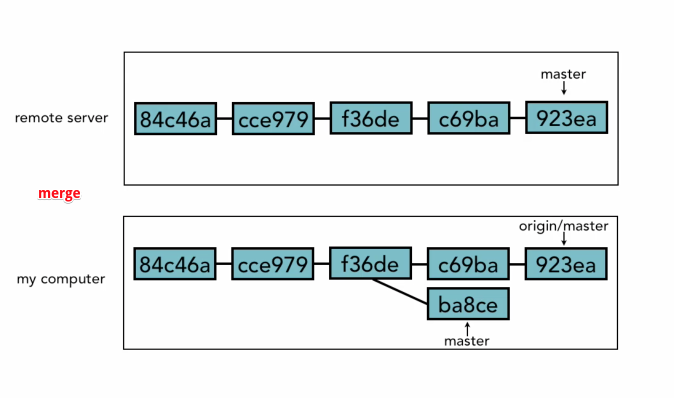 master
remote server
84c46a cce979 f36de c69ba 923ea
merge
origin/master
my computer
84c46a cce979 f36de c69ba 923ea
ba8ce
master